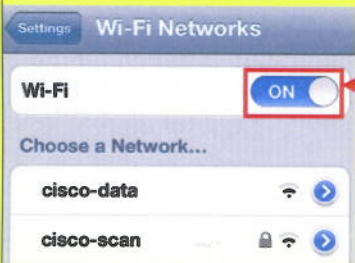 Settings Wi-Fi Networks
Wi-Fi ON
Choose a Network...
cisco-data
cisco-scan